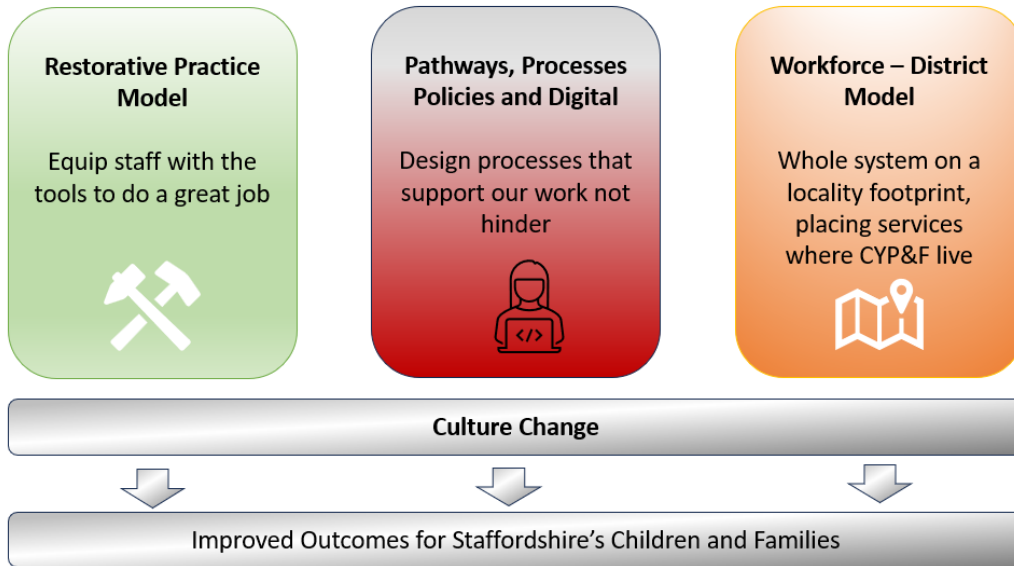 Restorative Practice
Model
Equip staff with the
tools to do a great job
Pathways, Processes
Policies and Digital
Design processes that
support our work not
hinder
</>
Workforce – District
Model
Whole system on a
locality footprint,
placing services
where CYP&F live
Culture Change
Improved Outcomes for Staffordshire's Children and Families